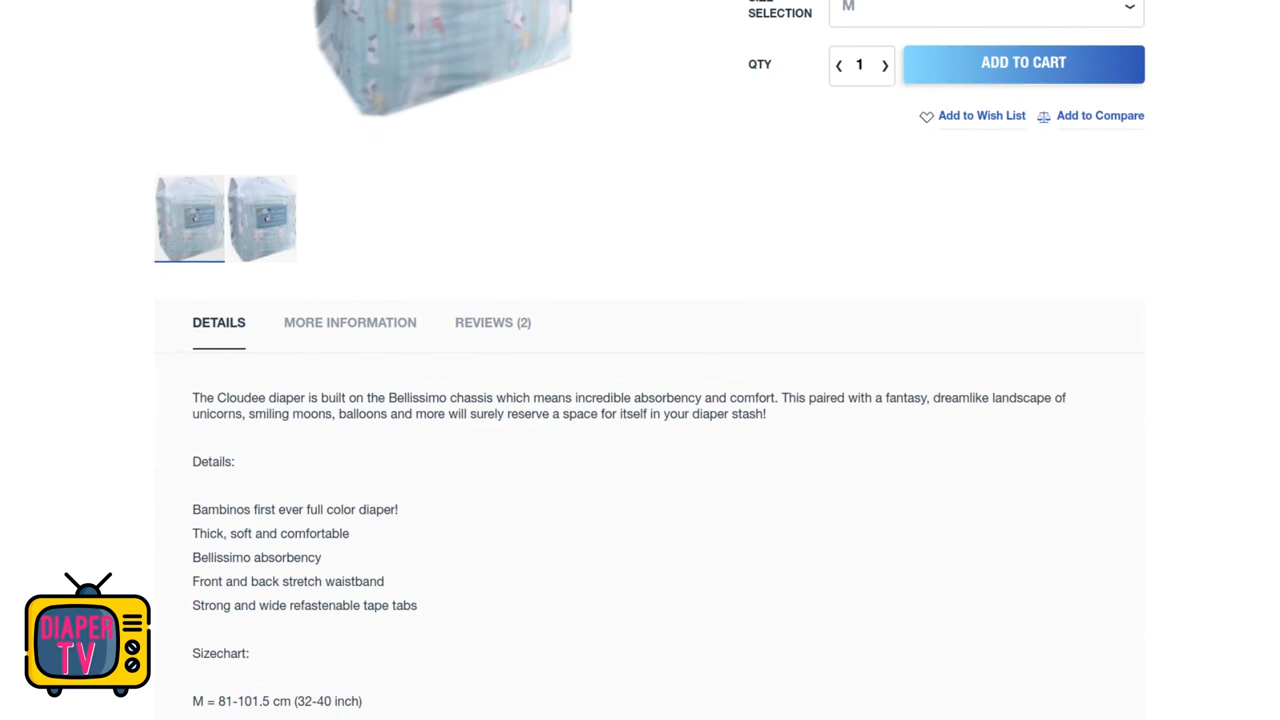 SELECTION
M
QTY
1
ADD TO CART
Add to Wish List
Add to Compare
DETAILS
MORE INFORMATION
REVIEWS (2)
The Cloudee diaper is built on the Bellissimo chassis which means incredible absorbency and comfort. This paired with a fantasy, dreamlike landscape of
unicorns, smiling moons, balloons and more will surely reserve a space for itself in your diaper stash!
Details:
Bambinos first ever full color diaper!
Thick, soft and comfortable
Bellissimo absorbency
Front and back stretch waistband
Strong and wide refastenable tape tabs
Sizechart:
M = 81-101.5 cm (32-40 inch)
DIAPER
TV